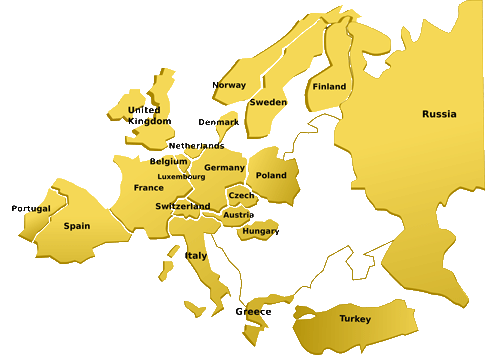 Norway
Finland
Sweden
United
Kingdom
Russia
Denmark
Netherlands
Belgium
Germany
Luxembourg
Poland
France
Czech
Portugal
Switzerland
Austria
Spain
Hungary
Italy
Greece
Turkey